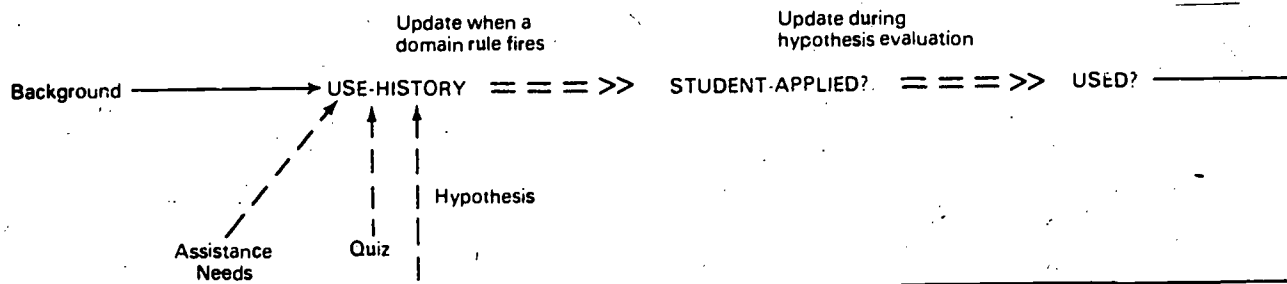 Update when a
domain rule fires
Update during
hypothesis evaluation
Background
USE-HISTORY
STUDENT-APPLIED?
USED?
Hypothesis
Assistance
Needs
Quiz